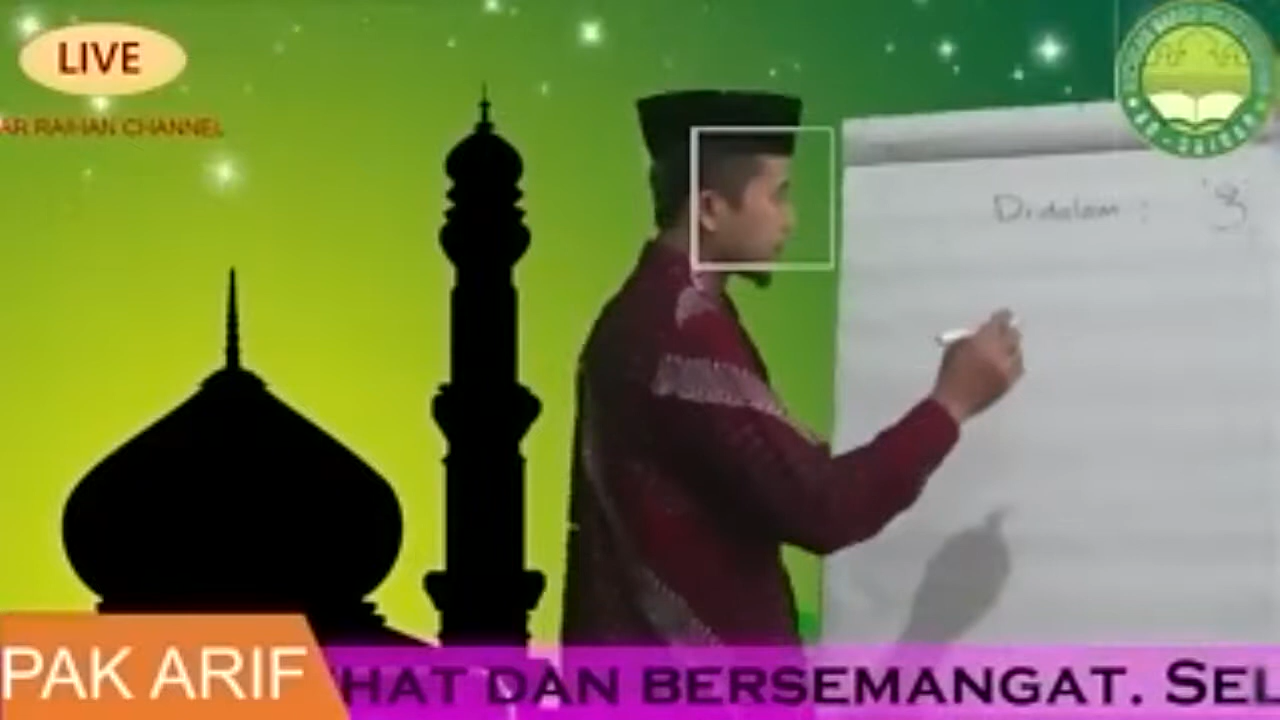 LIVE
AR RAIHAN CHANNEL
Didalam :
PAK ARIF
HAT DAN BERSEMANGAT. SEL